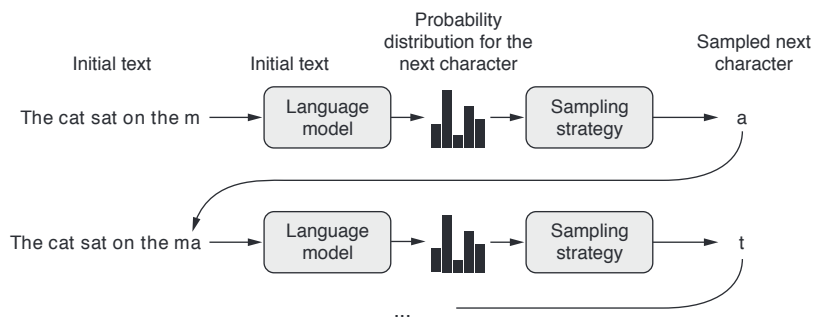 Probability
distribution for the
next character
Sampled next
character
Initial text
Initial text
The cat sat on the m
Language
model
Sampling
strategy
a
The cat sat on the ma
Language
model
Sampling
strategy
t
...